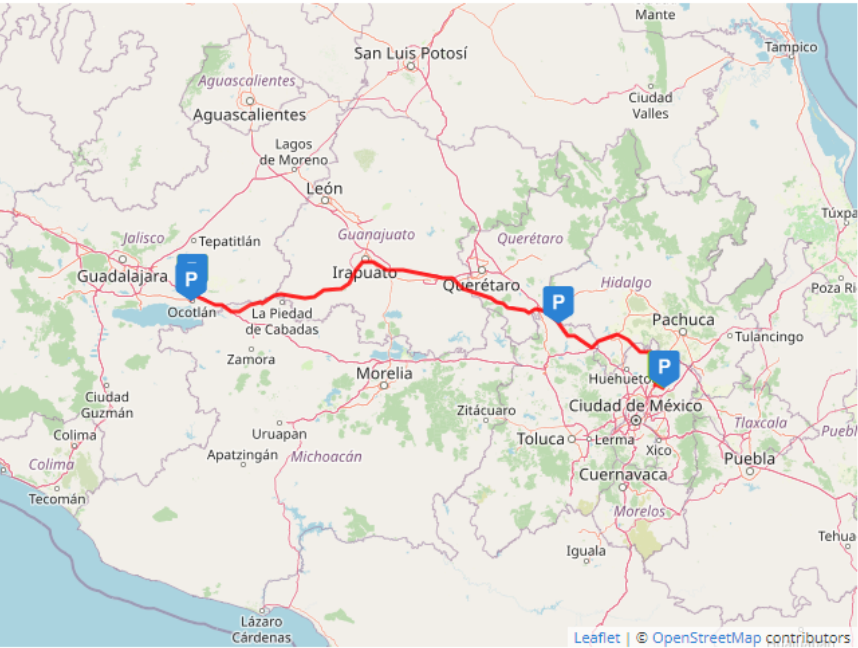 Mante
Tampico
San Luis Potosí
Aguascalientes
Ciudad
Valles
Aguascalientes
Lagos
de Moreno
León
Túxpa
Jalisco
Tepatitlán
Guanajuato
Querétaro
Guadalajara
P
Irapuato
Querétaro
Hidalgo
Poza Ri
Ocotlán
P
La Piedad
de Cabadas
Pachuca
Tulancingo
Zamora
Morelia
P
Huehueto
Ciudad
Guzmán
Zitácuaro
Ciudad de México
Colima
Uruapan
Toluca
Lerma
Tlaxcala
Puebl
Apatzingán
Michoacán
Xico
Colima
Puebla
Tecomán
Cuernavaca
Morelos
Tehua
Iguala
Lázaro
Cárdenas
Leaflet | © OpenStreetMap contributors